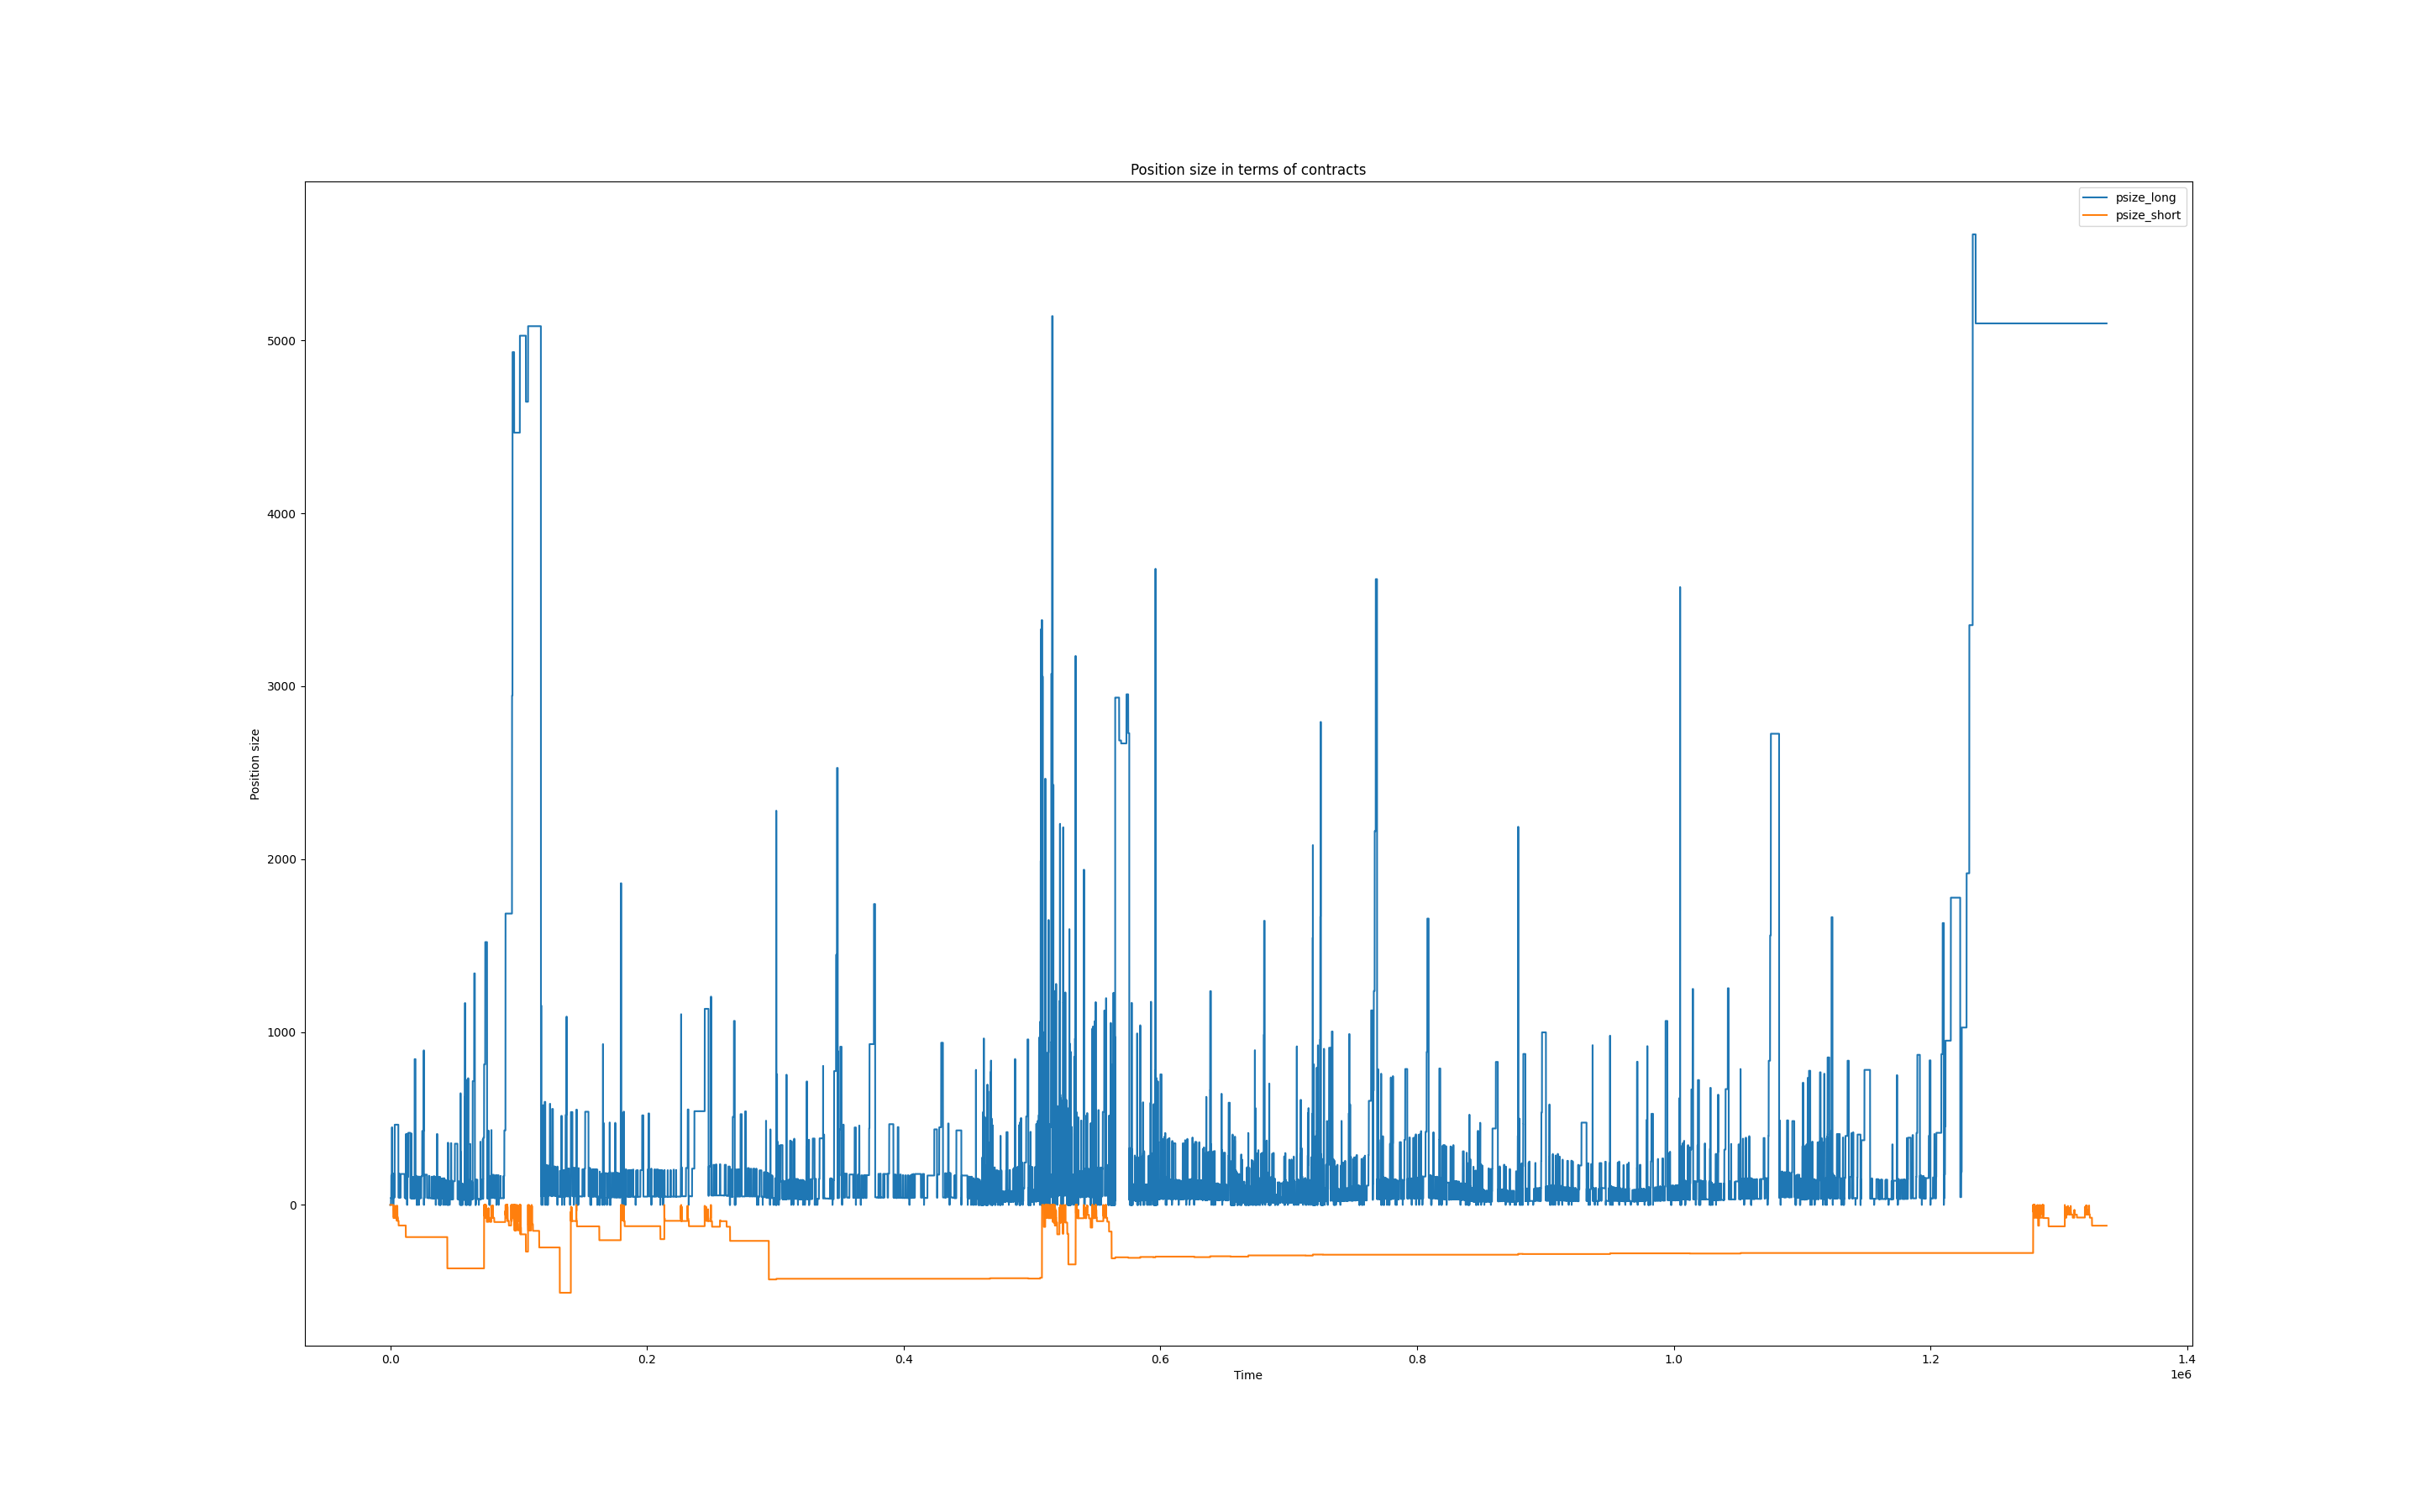 Position size in terms of contracts
psize_long
psize_short
5000
4000
3000
2000
1000
0
Position size
0.0 0.2 0.4 0.6 0.8 1.0 1.2 1.4
Time
1e6